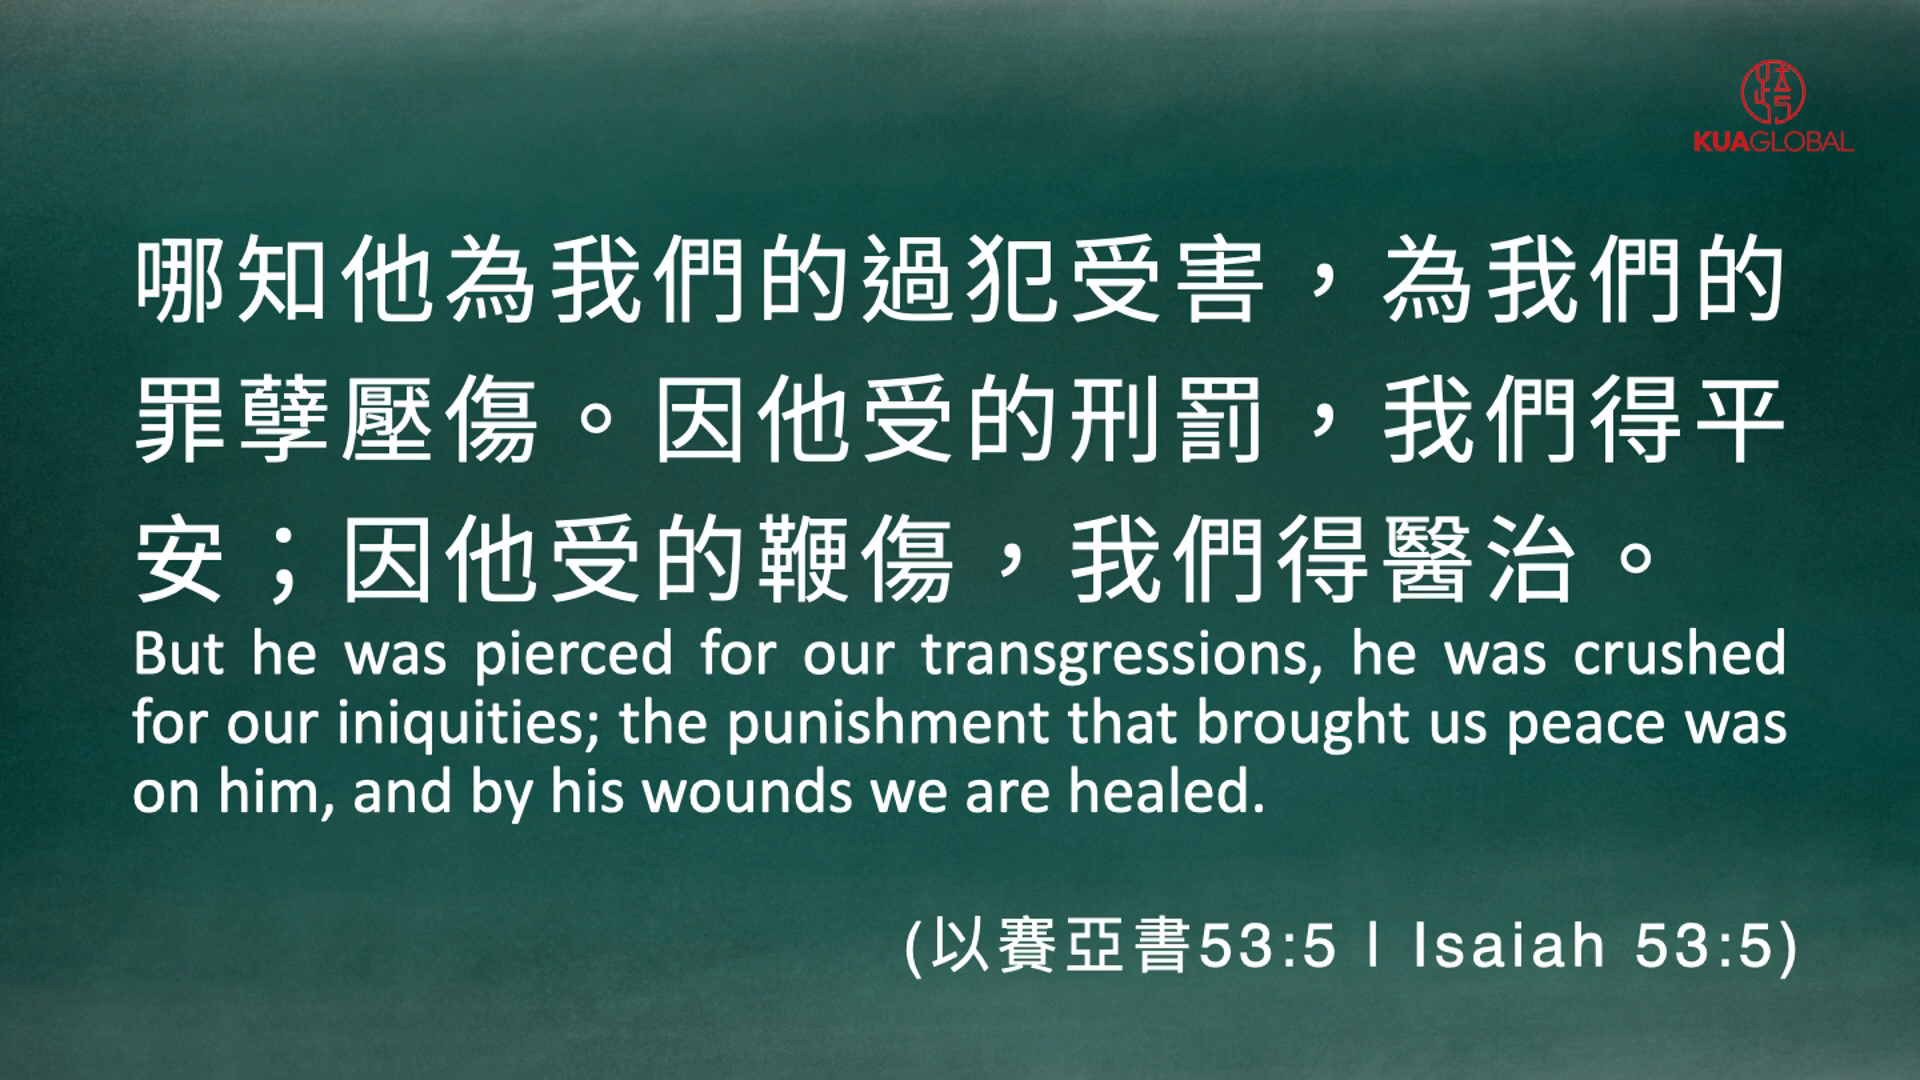 KUAGLOBAL
哪知他為我們的過犯受害，為我們的
罪孽壓傷。因他受的刑罰，我們得平
安；因他受的鞭傷，我們得醫治。
But he was pierced for our transgressions, he was crushed
for our iniquities; the punishment that brought us peace was
on him, and by his wounds we are healed.
(以賽亞書53:5 | Isaiah 53:5)